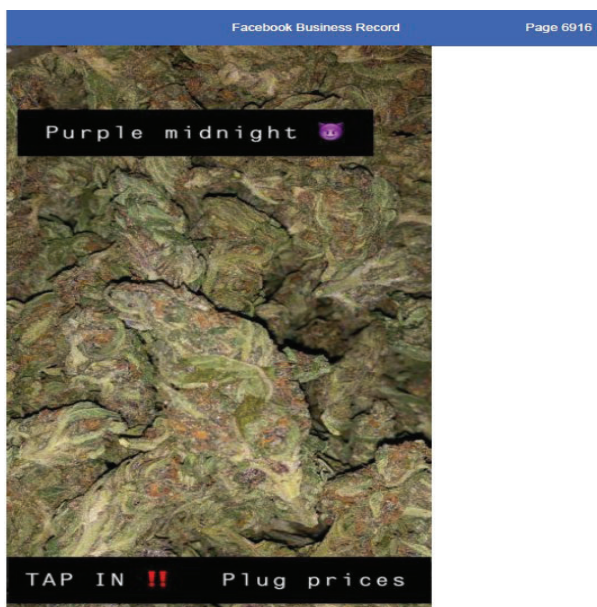 Facebook Business Record Page 6916
Purple midnight 😈
TAP IN ‼️ Plug prices